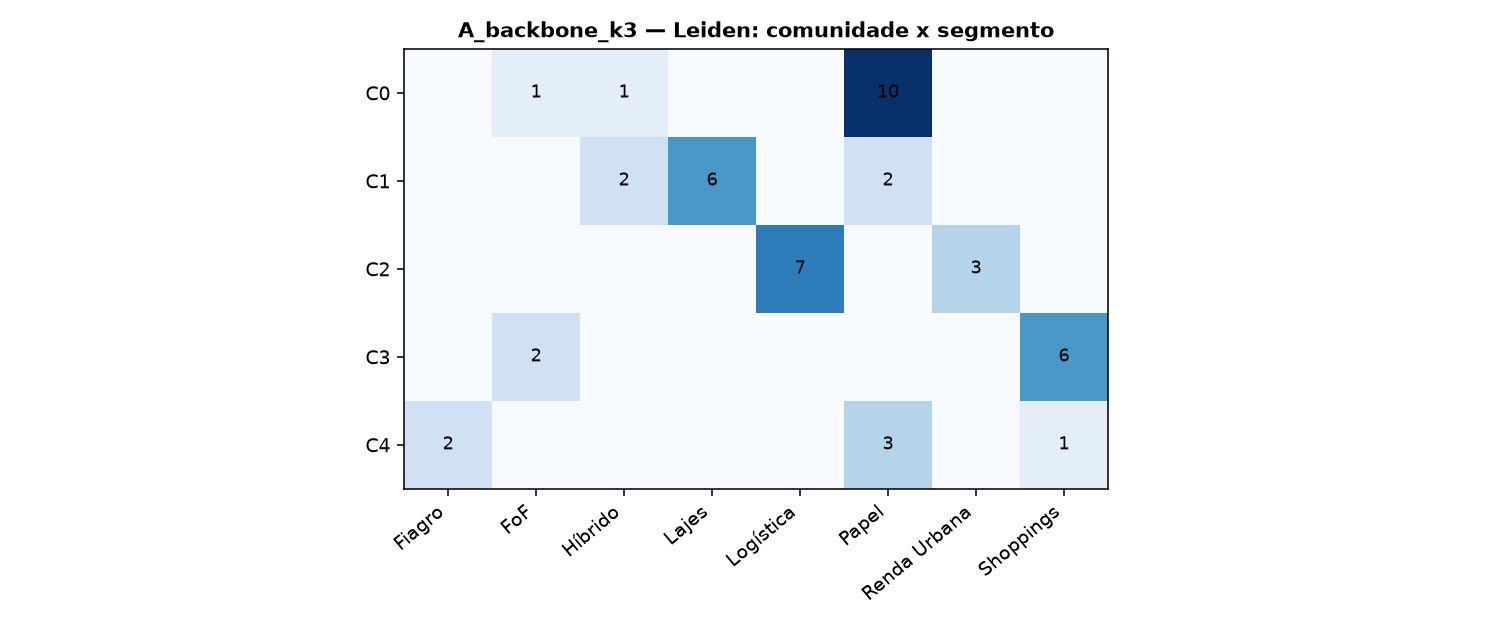 A_backbone_k3 — Leiden: comunidade x segmento
C0 1 1 10
C1 2 6 2
C2 7 3
C3 2 6
C4 2 3 1
Fiagro FoF Híbrido Lajes Logística Papel Renda Urbana Shoppings